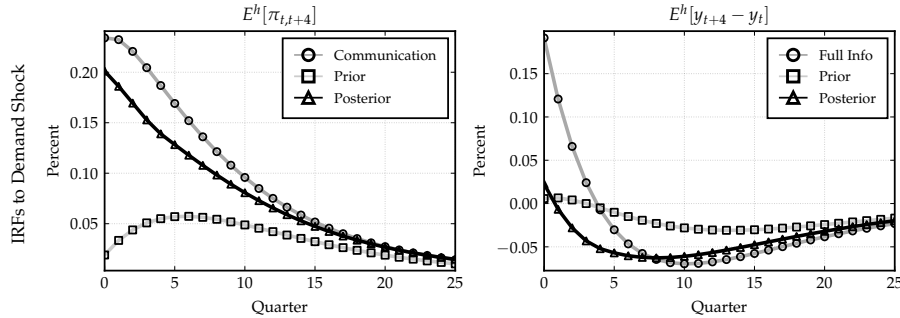 E^h[π_{t,t+4}]
E^h[y_{t+4} − y_t]
IRFs to Demand Shock
Percent
0.20
0.15
0.10
0.05
Communication
Prior
Posterior
0 5 10 15 20 25
Quarter
Percent
0.15
0.10
0.05
0.00
−0.05
Full Info
Prior
Posterior
0 5 10 15 20 25
Quarter